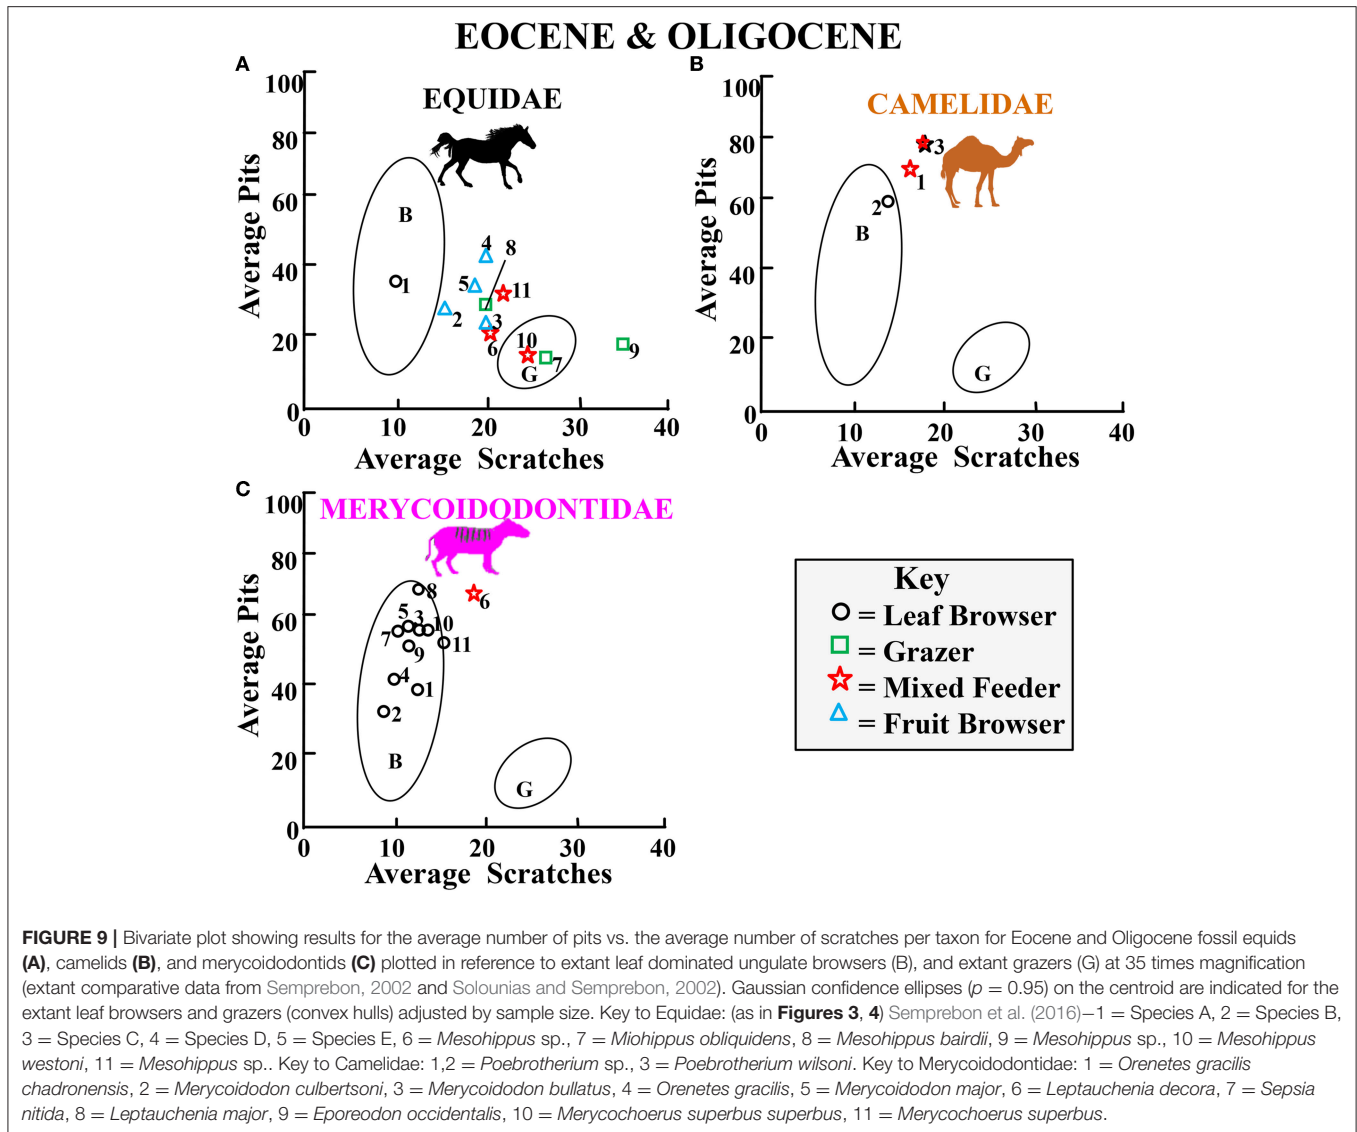 EOCENE & OLIGOCENE
A
EQUIDAE
100
80
60
40
20
0
Average Pits
B
1
2
3
4
5
6
7
8
9
10
11
G
0 10 20 30 40
Average Scratches
B
CAMELIDAE
100
80
60
40
20
0
Average Pits
3
1
2
B
G
0 10 20 30 40
Average Scratches
C
MERYCOIDODONTIDAE
100
80
60
40
20
0
Average Pits
8
6
5 3 10
7
11
9
4
1
2
B
G
0 10 20 30 40
Average Scratches
Key
= Leaf Browser
= Grazer
= Mixed Feeder
= Fruit Browser
FIGURE 9 | Bivariate plot showing results for the average number of pits vs. the average number of scratches per taxon for Eocene and Oligocene fossil equids
(A), camelids (B), and merycoidodontids (C) plotted in reference to extant leaf dominated ungulate browsers (B), and extant grazers (G) at 35 times magnification
(extant comparative data from Semprebon, 2002 and Solounias and Semprebon, 2002). Gaussian confidence ellipses (p = 0.95) on the centroid are indicated for the
extant leaf browsers and grazers (convex hulls) adjusted by sample size. Key to Equidae: (as in Figures 3, 4) Semprebon et al. (2016)–1 = Species A, 2 = Species B,
3 = Species C, 4 = Species D, 5 = Species E, 6 = Mesohippus sp., 7 = Miohippus obliquidens, 8 = Mesohippus bairdii, 9 = Mesohippus sp., 10 = Mesohippus
westoni, 11 = Mesohippus sp.. Key to Camelidae: 1,2 = Poebrotherium sp., 3 = Poebrotherium wilsoni. Key to Merycoidodontidae: 1 = Orenetes gracilis
chadronensis, 2 = Merycoidodon culbertsoni, 3 = Merycoidodon bullatus, 4 = Orenetes gracilis, 5 = Merycoidodon major, 6 = Leptauchenia decora, 7 = Sepsia
nitida, 8 = Leptauchenia major, 9 = Eporeodon occidentalis, 10 = Merycochoerus superbus superbus, 11 = Merycochoerus superbus.